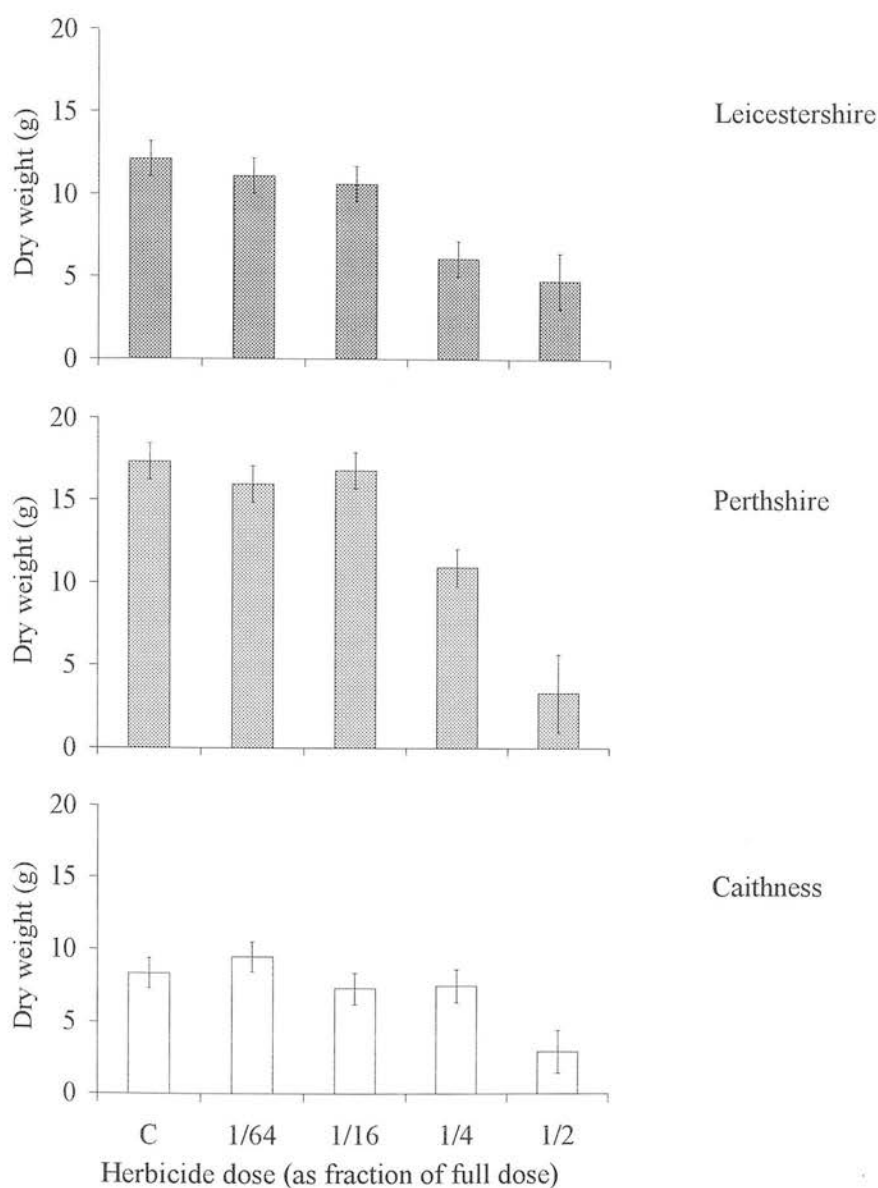 20
15
10
5
0
Dry weight (g)
Leicestershire
20
15
10
5
0
Dry weight (g)
Perthshire
20
15
10
5
0
Dry weight (g)
Caithness
C 1/64 1/16 1/4 1/2
Herbicide dose (as fraction of full dose)